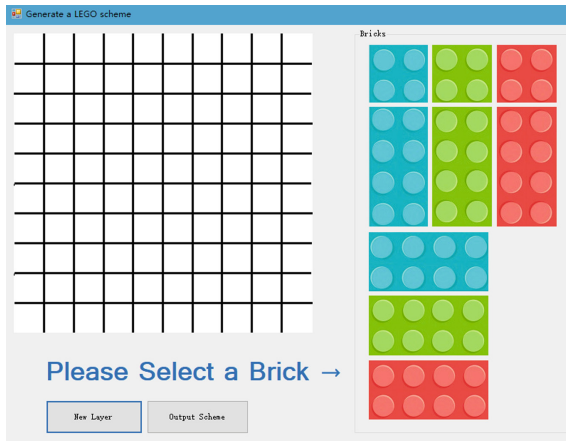 Generate a LEGO scheme
Bricks
Please Select a Brick →
New Layer
Output Scheme